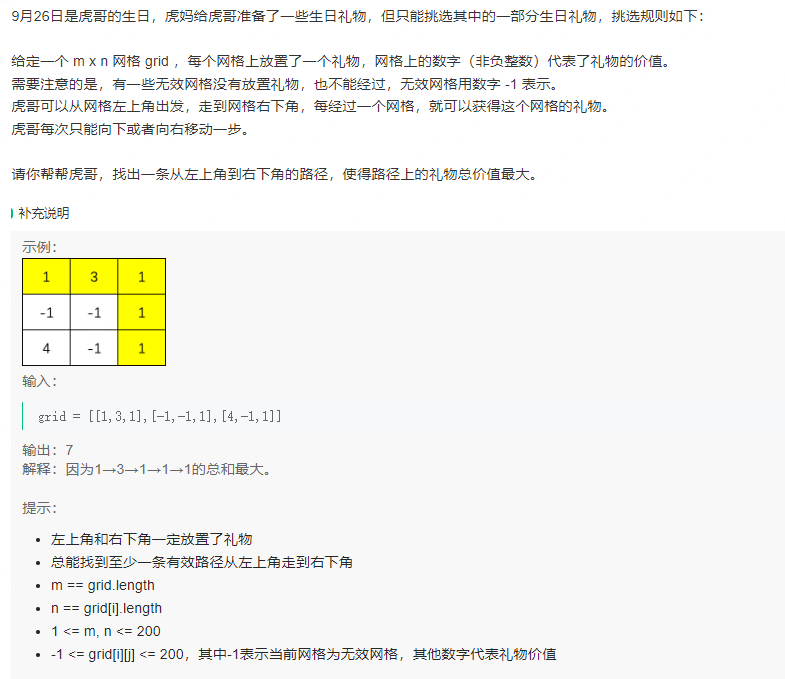 9月26日是虎哥的生日，虎妈给虎哥准备了一些生日礼物，但只能挑选其中的一部分生日礼物，挑选规则如下：
给定一个 m x n 网格 grid ，每个网格上放置了一个礼物，网格上的数字（非负整数）代表了礼物的价值。
需要注意的是，有一些无效网格没有放置礼物，也不能经过，无效网格用数字 -1 表示。
虎哥可以从网格左上角出发，走到网格右下角，每经过一个网格，就可以获得这个网格的礼物。
虎哥每次只能向下或者向右移动一步。
请你帮帮虎哥，找出一条从左上角到右下角的路径，使得路径上的礼物总价值最大。
补充说明
示例：
1 3 1
-1 -1 1
4 -1 1
输入：
grid = [[1,3,1],[-1,-1,1],[4,-1,1]]
输出：7
解释：因为1→3→1→1→1的总和最大。
提示：
• 左上角和右下角一定放置了礼物
• 总能找到至少一条有效路径从左上角走到右下角
• m == grid.length
• n == grid[i].length
• 1 <= m, n <= 200
• -1 <= grid[i][j] <= 200，其中-1表示当前网格为无效网格，其他数字代表礼物价值